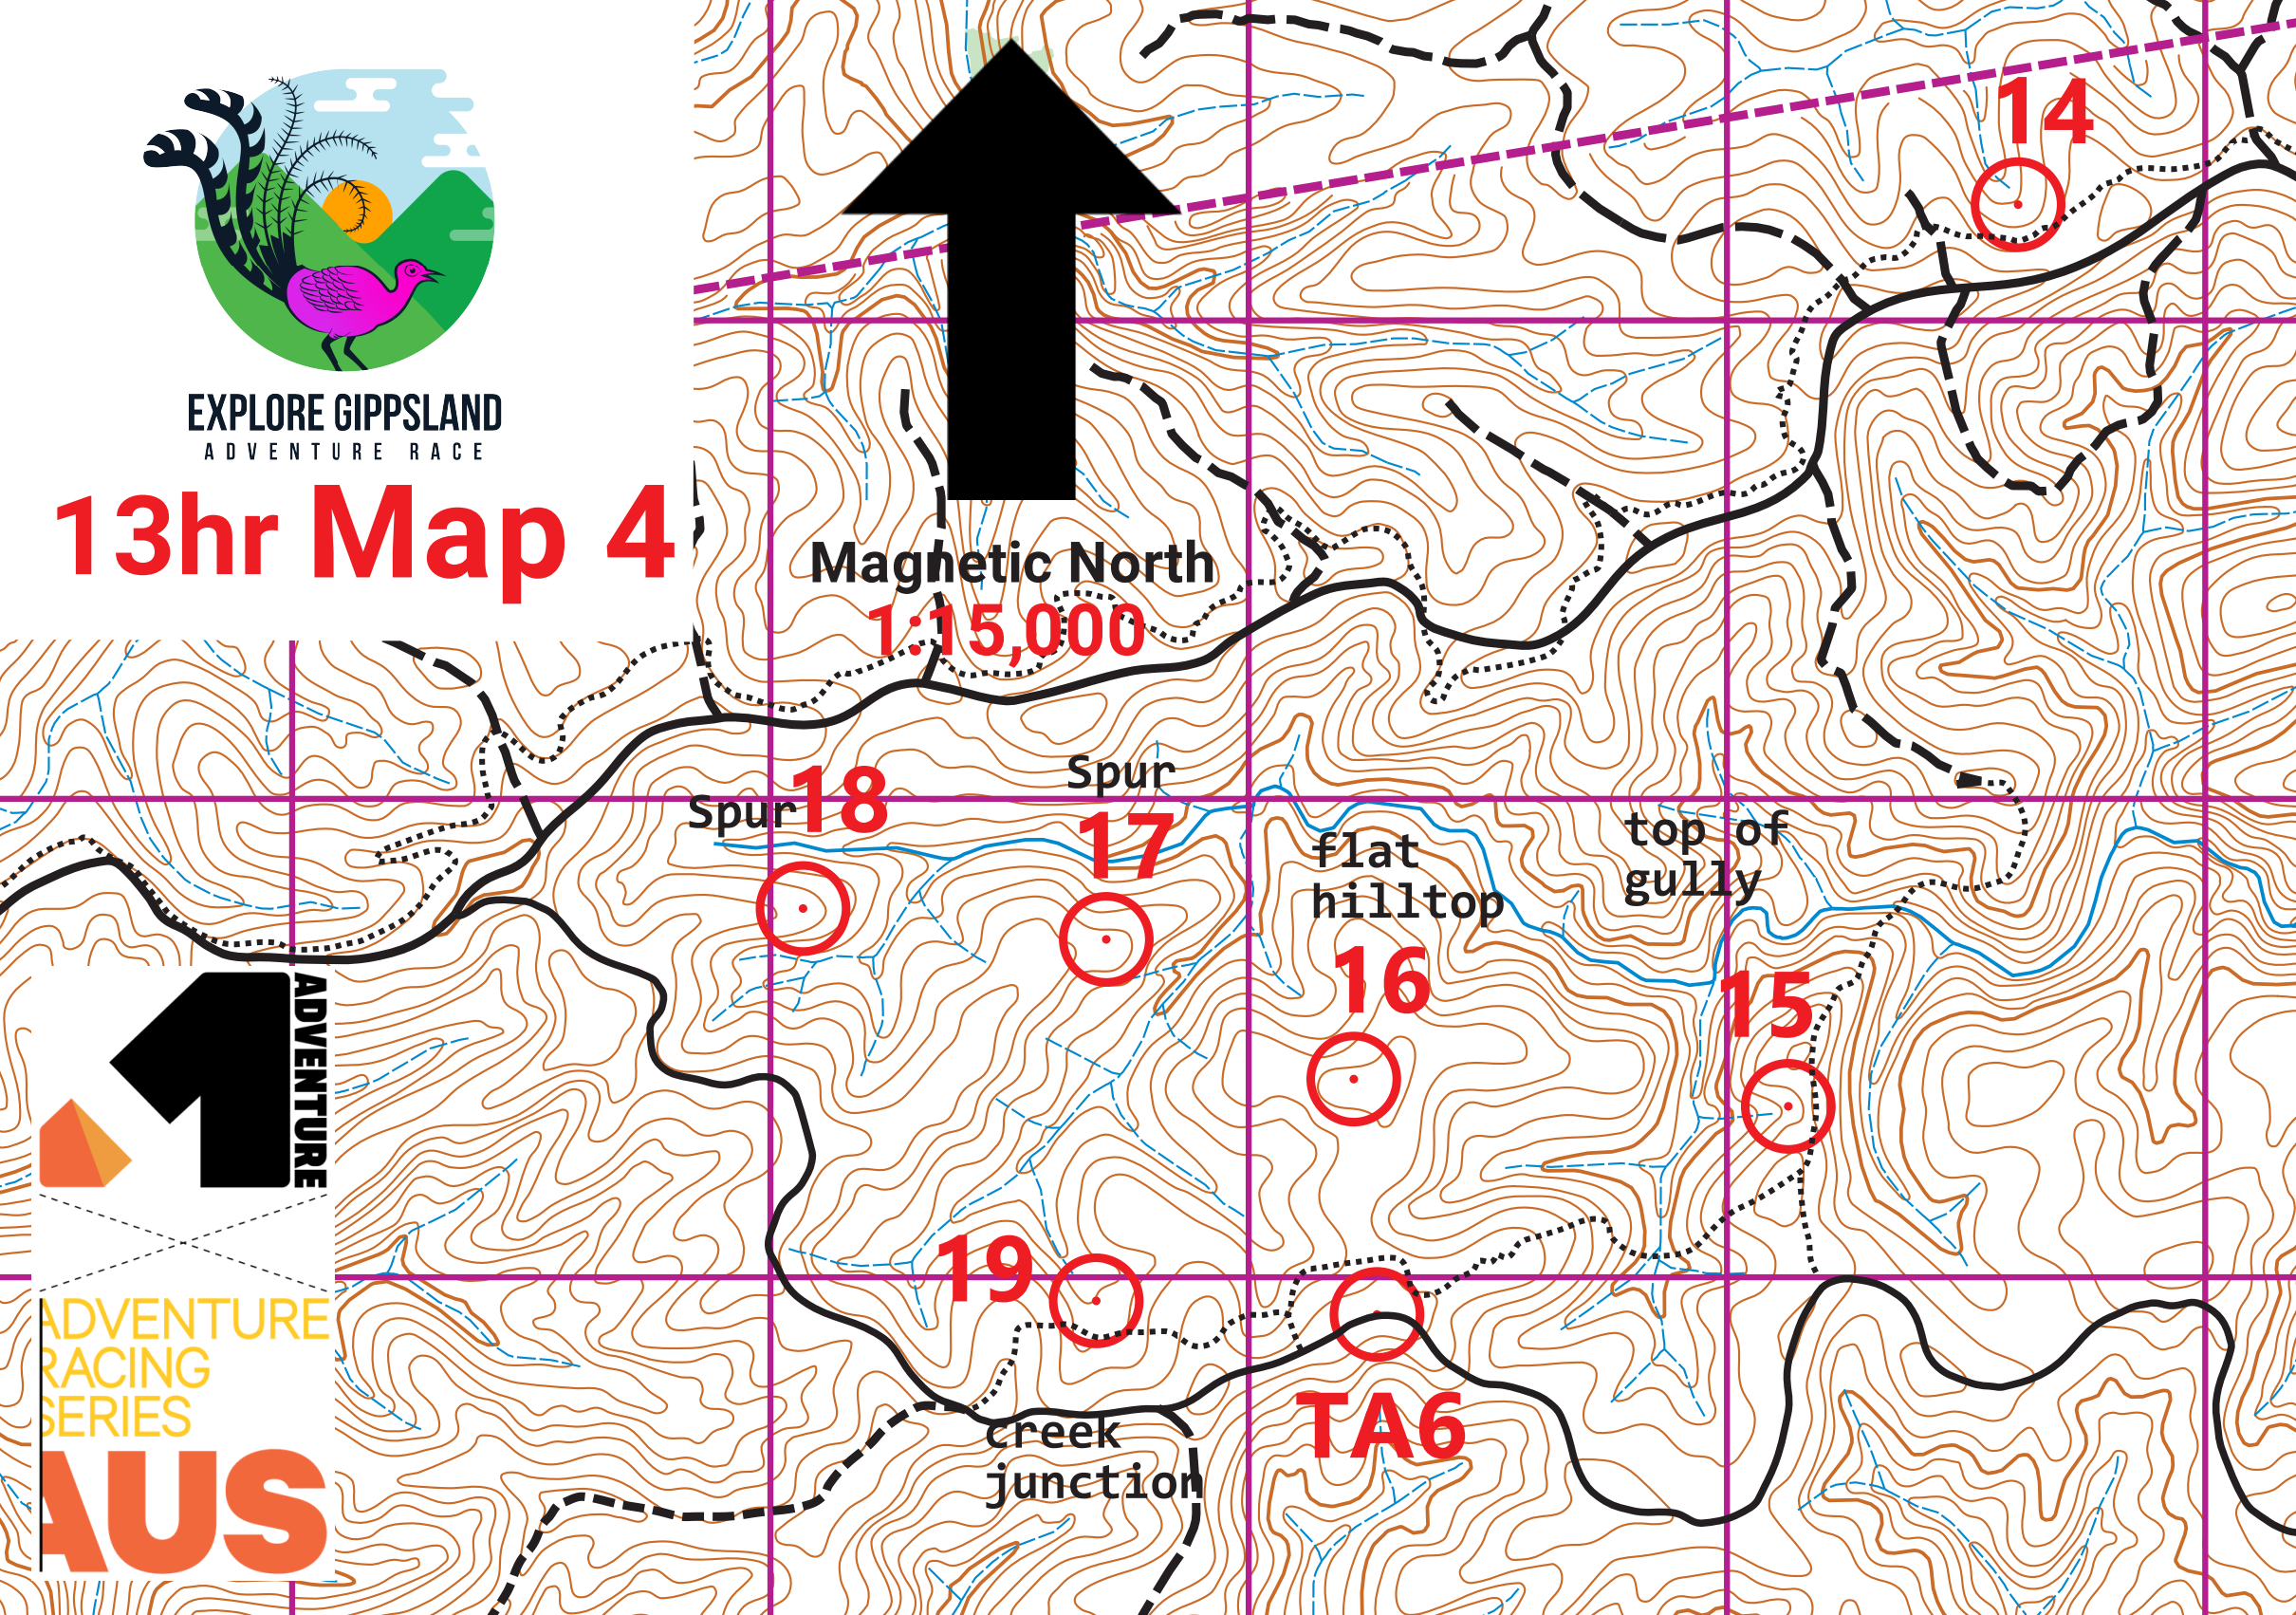 EXPLORE GIPPSLAND
ADVENTURE RACE
13hr Map 4
Magnetic North
1:15,000
14
Spur
18
Spur
17
flat
hilltop
16
top of
gully
15
19
creek
junction
TA6
ADVENTURE
ADVENTURE
RACING
SERIES
AUS